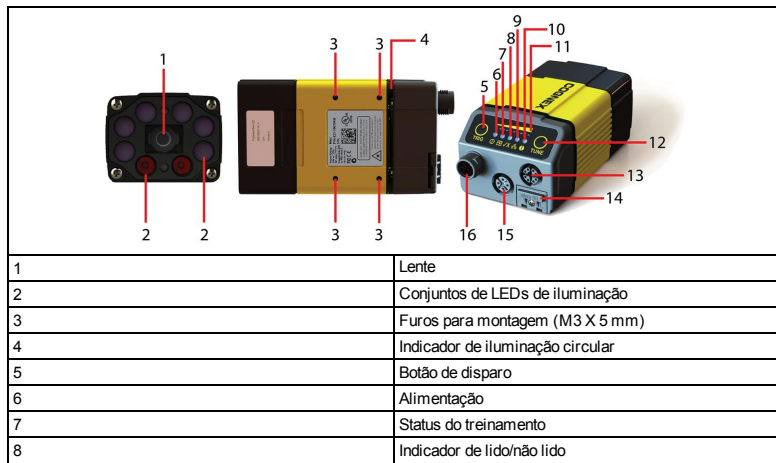 9
8
10
7
11
6
5
3
3
4
1
COGNEX
TRIG
TUNE
12
13
14
2
2
3
3
16
15
1 Lente
2 Conjuntos de LEDs de iluminação
3 Furos para montagem (M3 X 5 mm)
4 Indicador de iluminação circular
5 Botão de disparo
6 Alimentação
7 Status do treinamento
8 Indicador de lido/não lido